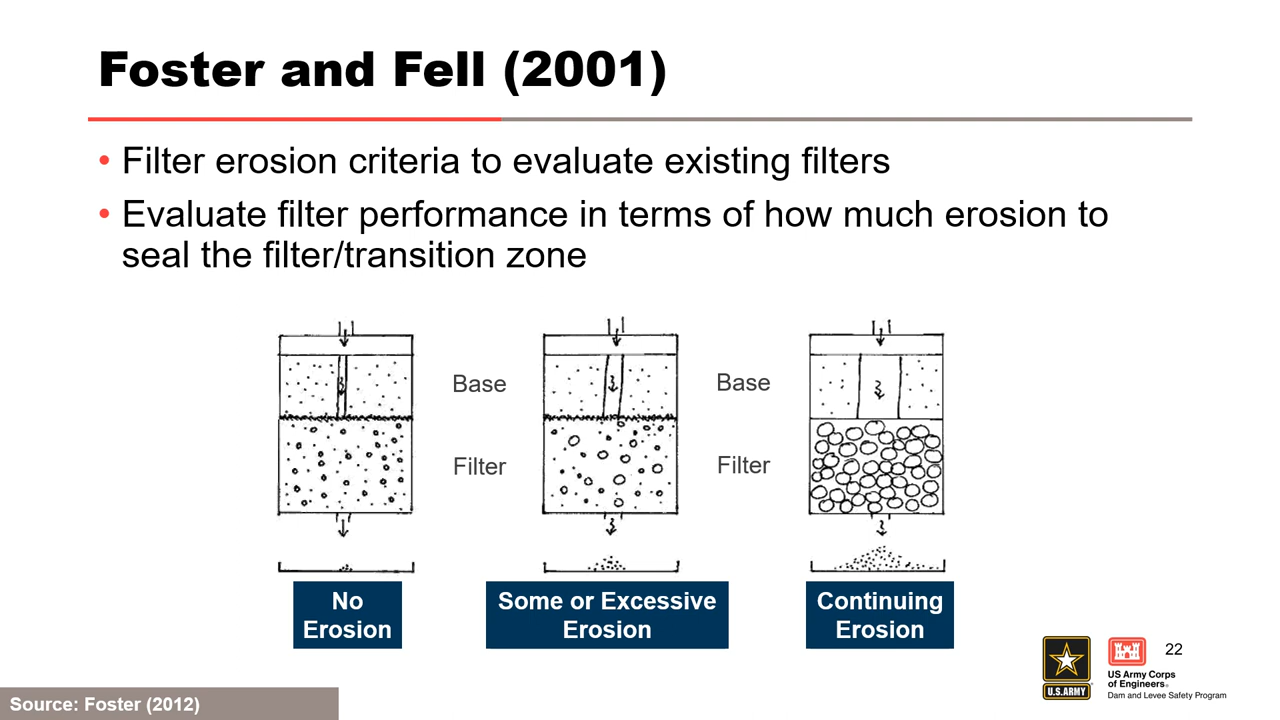 Foster and Fell (2001)
• Filter erosion criteria to evaluate existing filters
• Evaluate filter performance in terms of how much erosion to
seal the filter/transition zone
Base
Base
Filter
Filter
No
Erosion
Some or Excessive
Erosion
Continuing
Erosion
U.S.ARMY
US Army Corps
of Engineers®
Dam and Levee Safety Program
22
Source: Foster (2012)